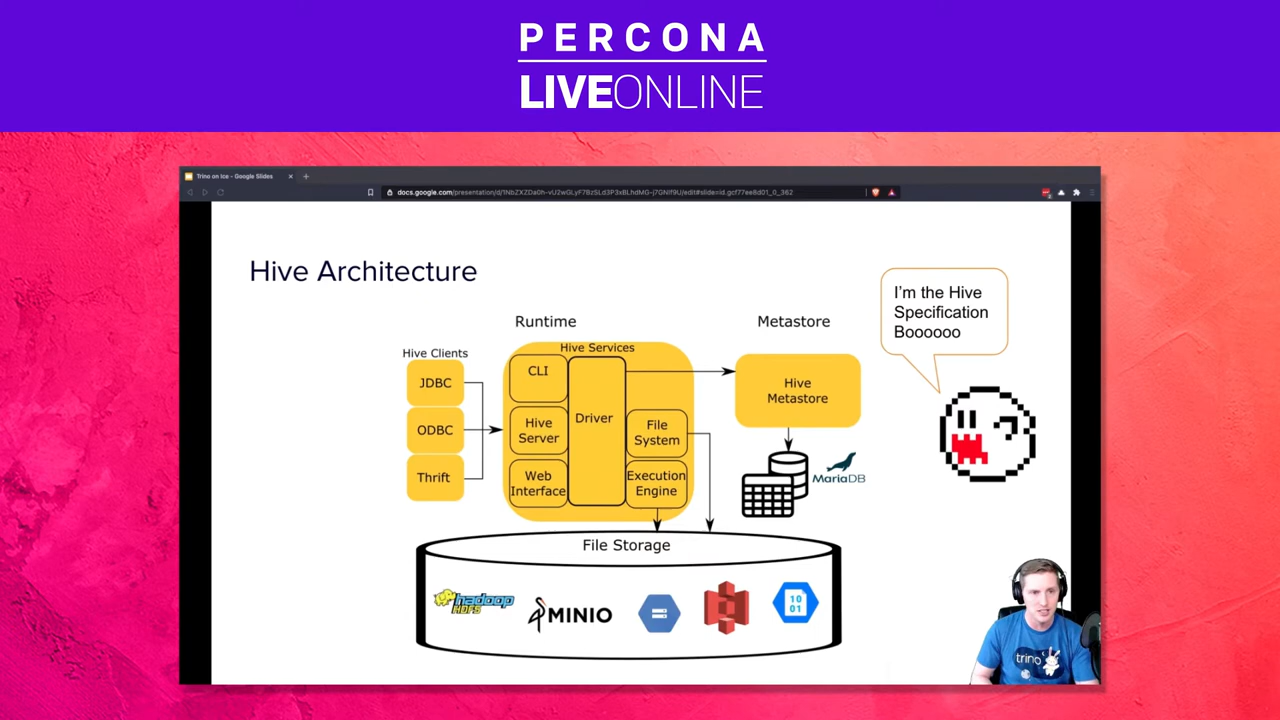 PERCONA
LIVEONLINE
Trino on Ice - Google Slides
Hive Architecture
I'm the Hive
Specification
Boooooo
Runtime
Metastore
Hive Clients
Hive Services
JDBC
ODBC
Thrift
CLI
Hive
Server
Web
Interface
Driver
File
System
Execution
Engine
Hive
Metastore
MariaDB
File Storage
hadoop
HDFS
MINIO
10
01
trino